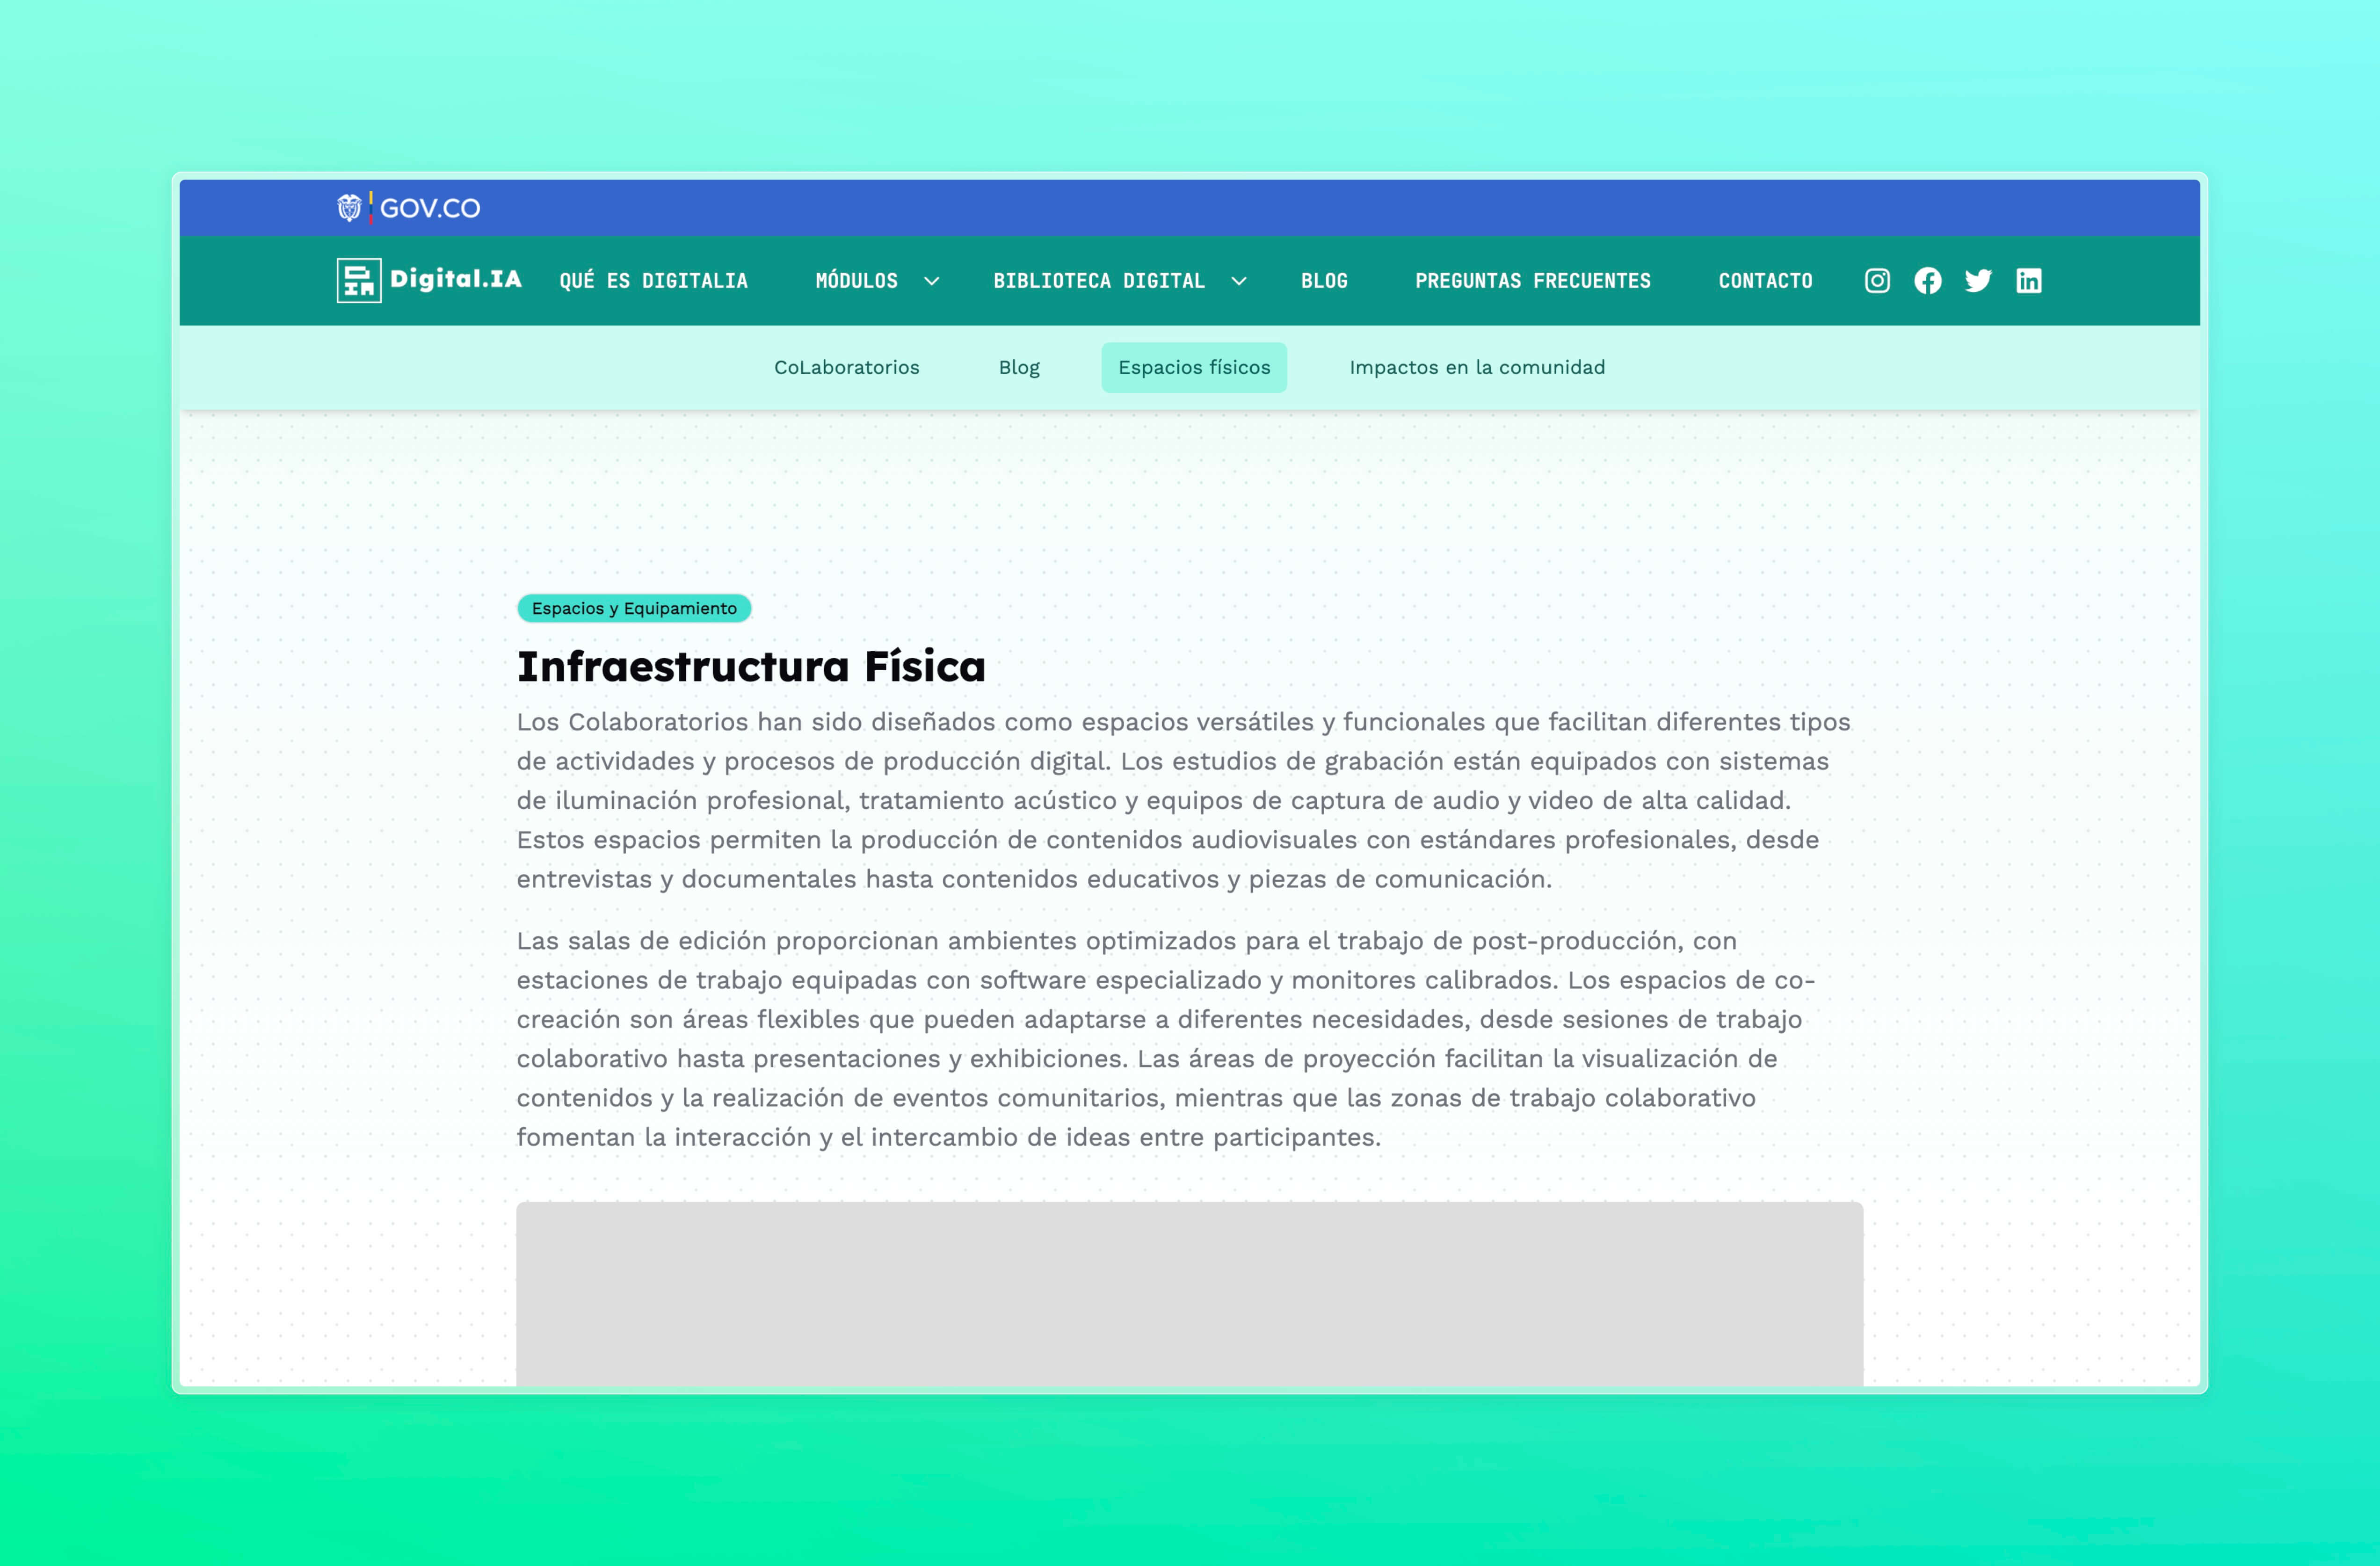 GOV.CO
Digital.IA
QUÉ ES DIGITALIA
MÓDULOS
BIBLIOTECA DIGITAL
BLOG
PREGUNTAS FRECUENTES
CONTACTO
CoLaboratorios
Blog
Espacios físicos
Impactos en la comunidad
Espacios y Equipamiento
Infraestructura Física
Los Colaboratorios han sido diseñados como espacios versátiles y funcionales que facilitan diferentes tipos
de actividades y procesos de producción digital. Los estudios de grabación están equipados con sistemas
de iluminación profesional, tratamiento acústico y equipos de captura de audio y video de alta calidad.
Estos espacios permiten la producción de contenidos audiovisuales con estándares profesionales, desde
entrevistas y documentales hasta contenidos educativos y piezas de comunicación.
Las salas de edición proporcionan ambientes optimizados para el trabajo de post-producción, con
estaciones de trabajo equipadas con software especializado y monitores calibrados. Los espacios de co-
creación son áreas flexibles que pueden adaptarse a diferentes necesidades, desde sesiones de trabajo
colaborativo hasta presentaciones y exhibiciones. Las áreas de proyección facilitan la visualización de
contenidos y la realización de eventos comunitarios, mientras que las zonas de trabajo colaborativo
fomentan la interacción y el intercambio de ideas entre participantes.